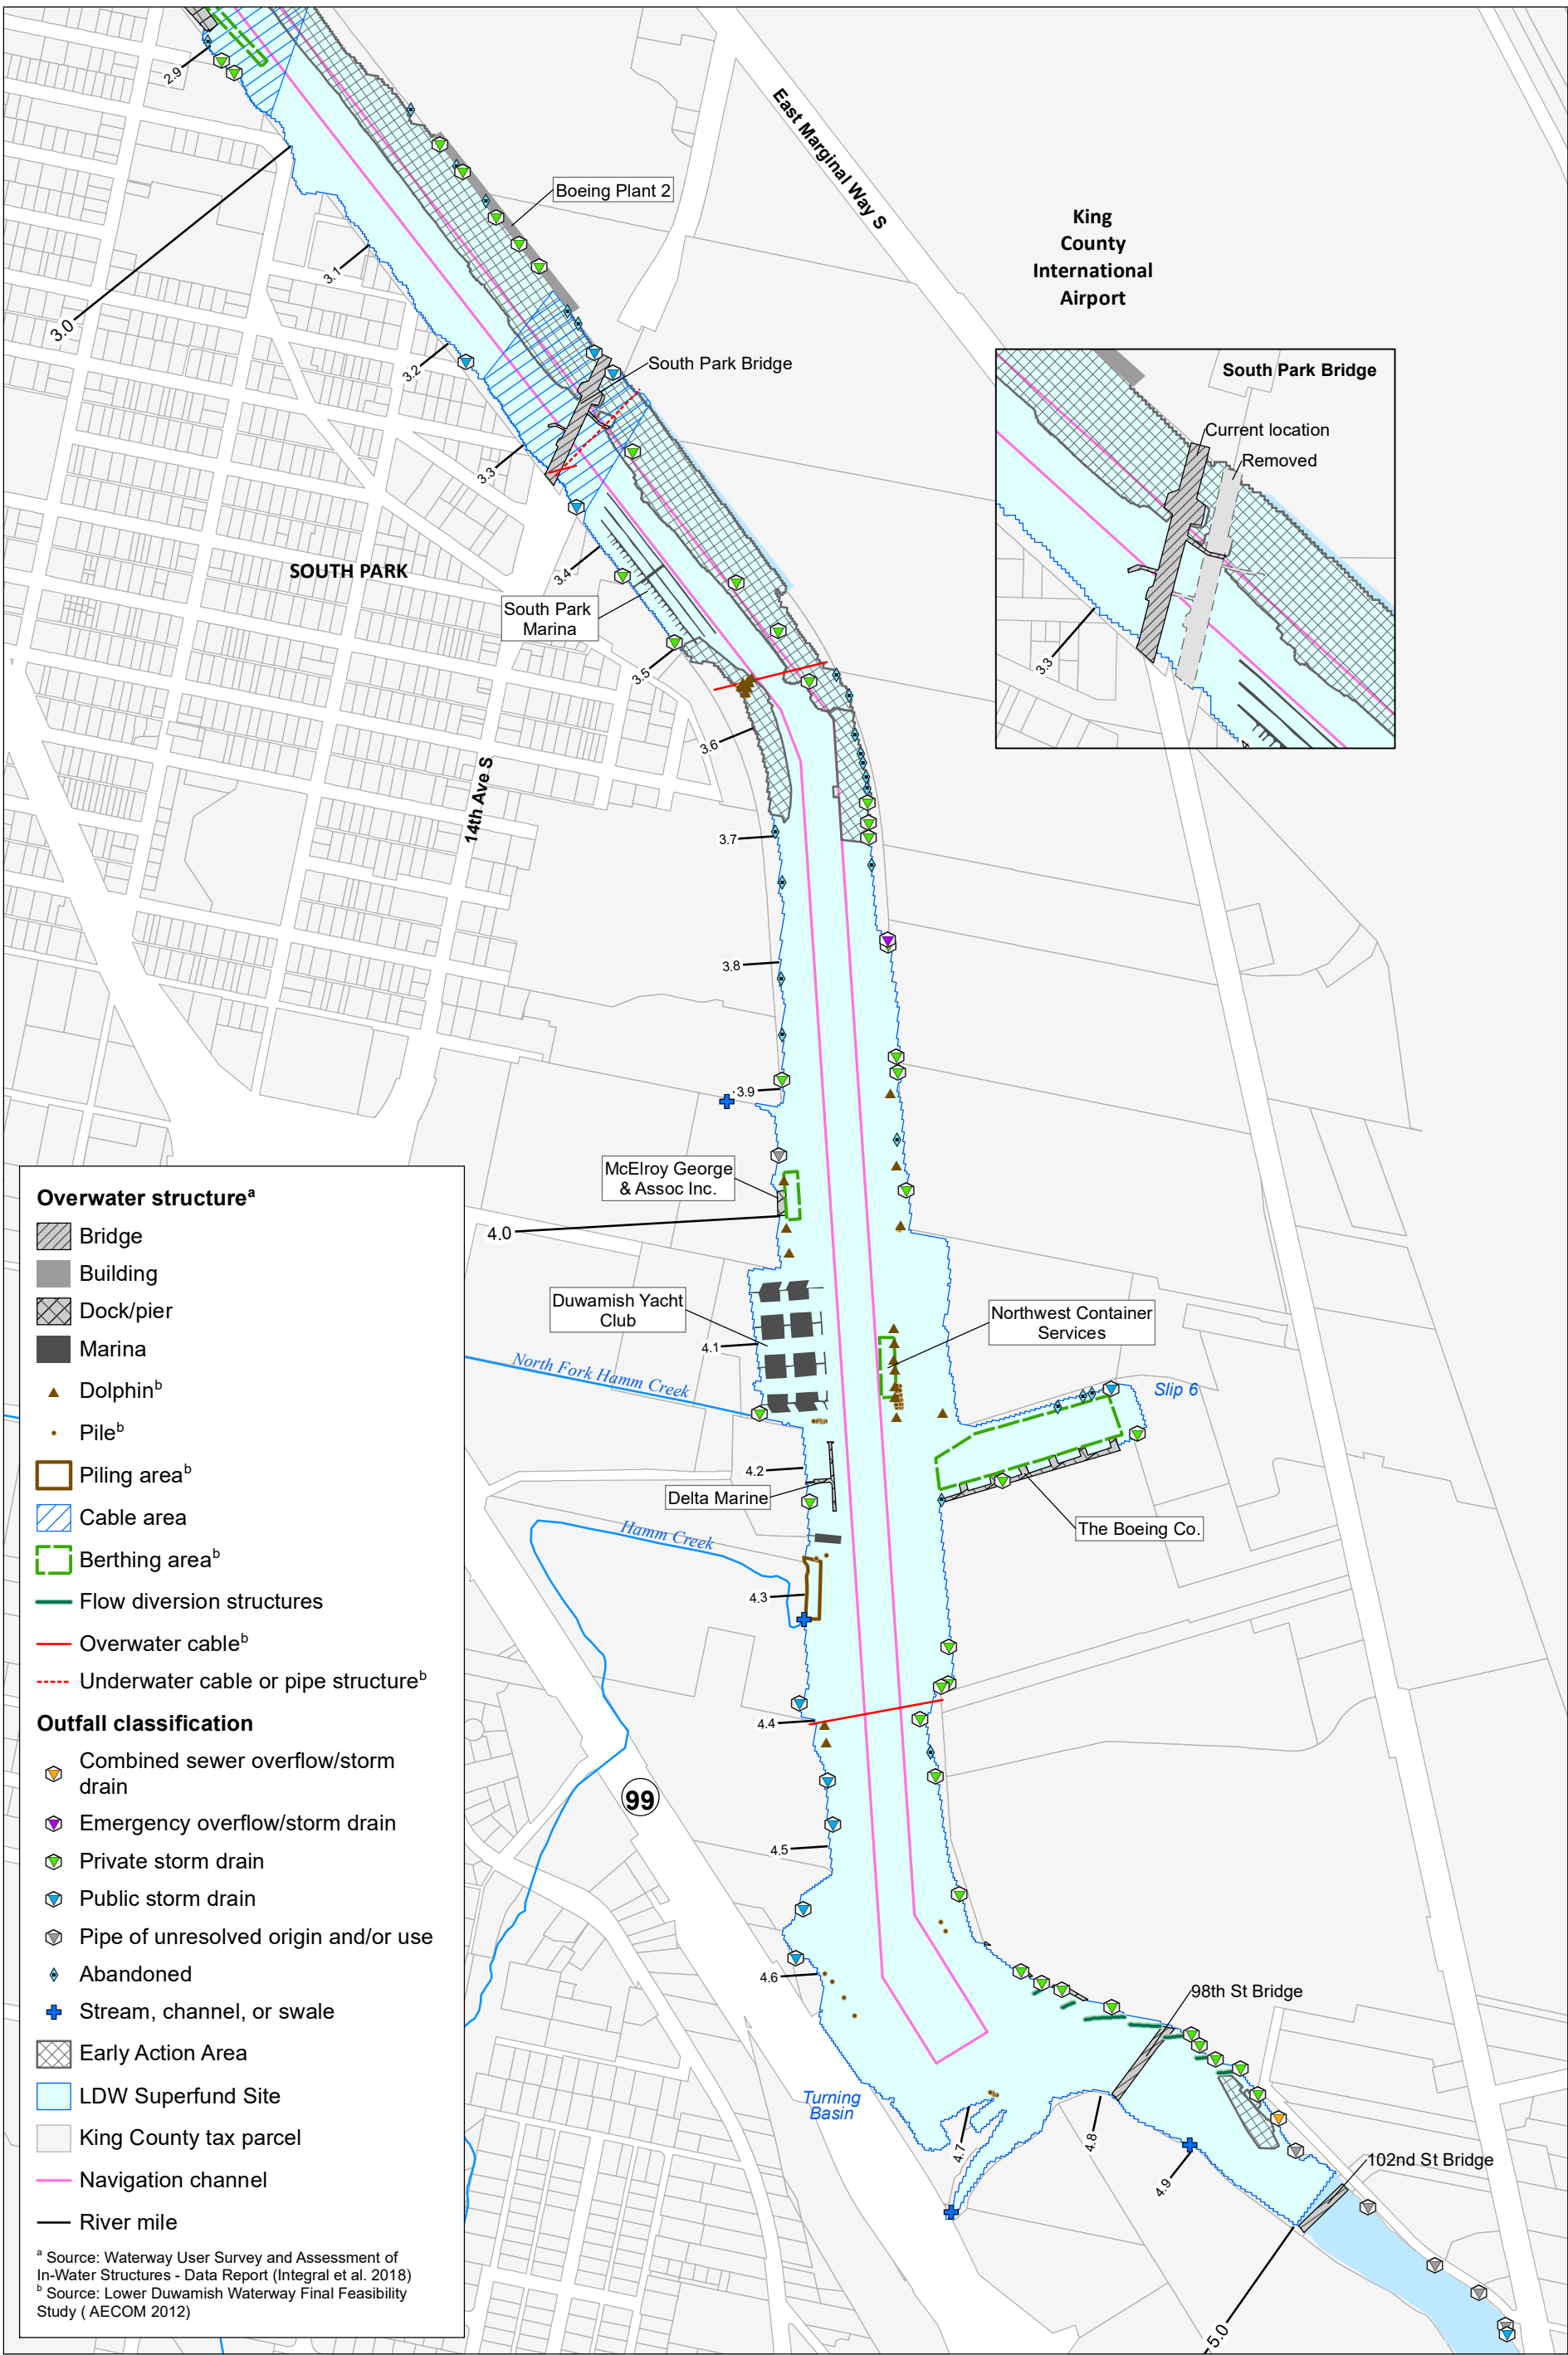 2.9
East Marginal Way S
Boeing Plant 2
King
County
International
Airport
3.1
3.0
3.2
South Park Bridge
South Park Bridge
Current location
Removed
3.3
3.3
SOUTH PARK
3.4
South Park
Marina
3.5
3.6
14th Ave S
3.7
3.8
3.9
McElroy George
& Assoc Inc.
4.0
Duwamish Yacht
Club
4.1
Northwest Container
Services
North Fork Hamm Creek
Slip 6
4.2
Delta Marine
The Boeing Co.
Hamm Creek
4.3
4.4
99
4.5
4.6
98th St Bridge
Turning
Basin
4.7
4.8
4.9
102nd St Bridge
5.0
Overwater structureᵃ
Bridge
Building
Dock/pier
Marina
Dolphinᵇ
Pileᵇ
Piling areaᵇ
Cable area
Berthing areaᵇ
Flow diversion structures
Overwater cableᵇ
Underwater cable or pipe structureᵇ
Outfall classification
Combined sewer overflow/storm
drain
Emergency overflow/storm drain
Private storm drain
Public storm drain
Pipe of unresolved origin and/or use
Abandoned
Stream, channel, or swale
Early Action Area
LDW Superfund Site
King County tax parcel
Navigation channel
River mile
ᵃ Source: Waterway User Survey and Assessment of
In-Water Structures - Data Report (Integral et al. 2018)
ᵇ Source: Lower Duwamish Waterway Final Feasibility
Study ( AECOM 2012)